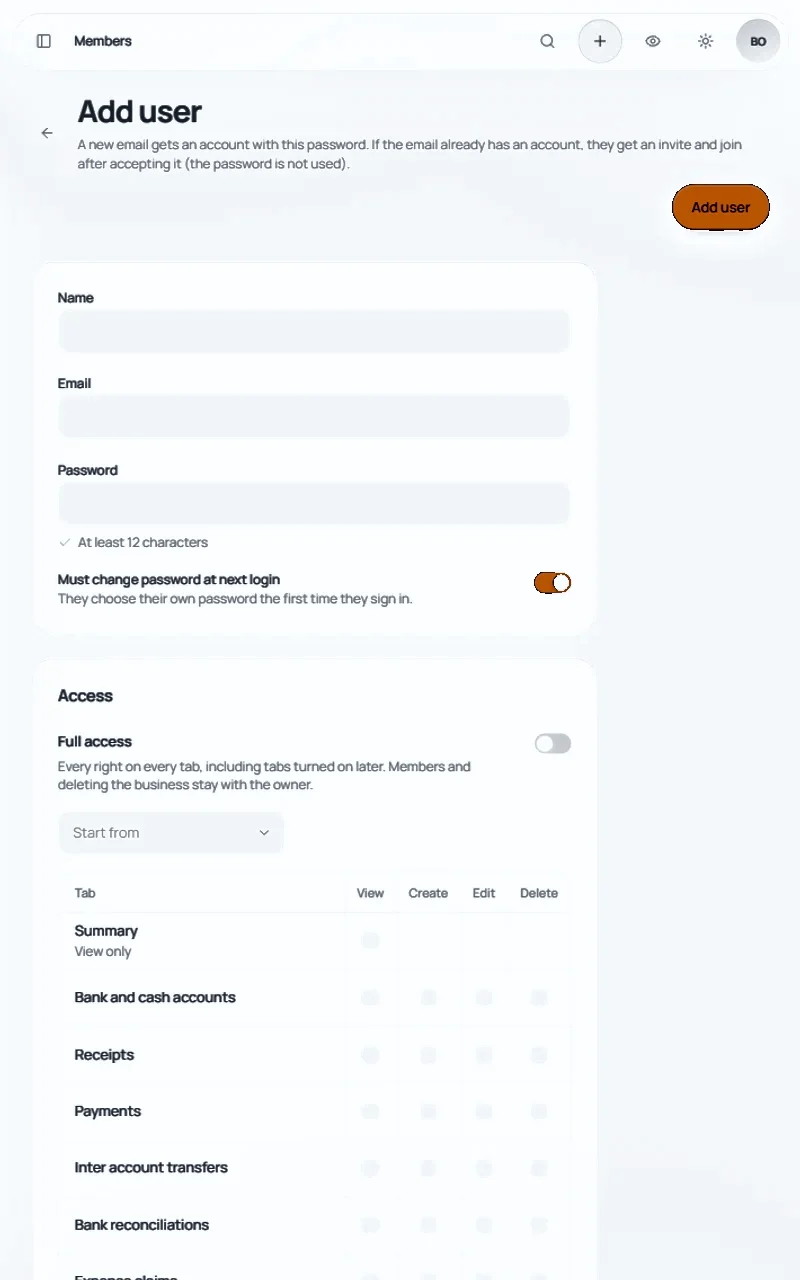 Members
BO
Add user
A new email gets an account with this password. If the email already has an account, they get an invite and join
after accepting it (the password is not used).
Add user
Name
Email
Password
At least 12 characters
Must change password at next login
They choose their own password the first time they sign in.
Access
Full access
Every right on every tab, including tabs turned on later. Members and
deleting the business stay with the owner.
Start from
Tab View Create Edit Delete
Summary
View only
Bank and cash accounts
Receipts
Payments
Inter account transfers
Bank reconciliations
Expense claims